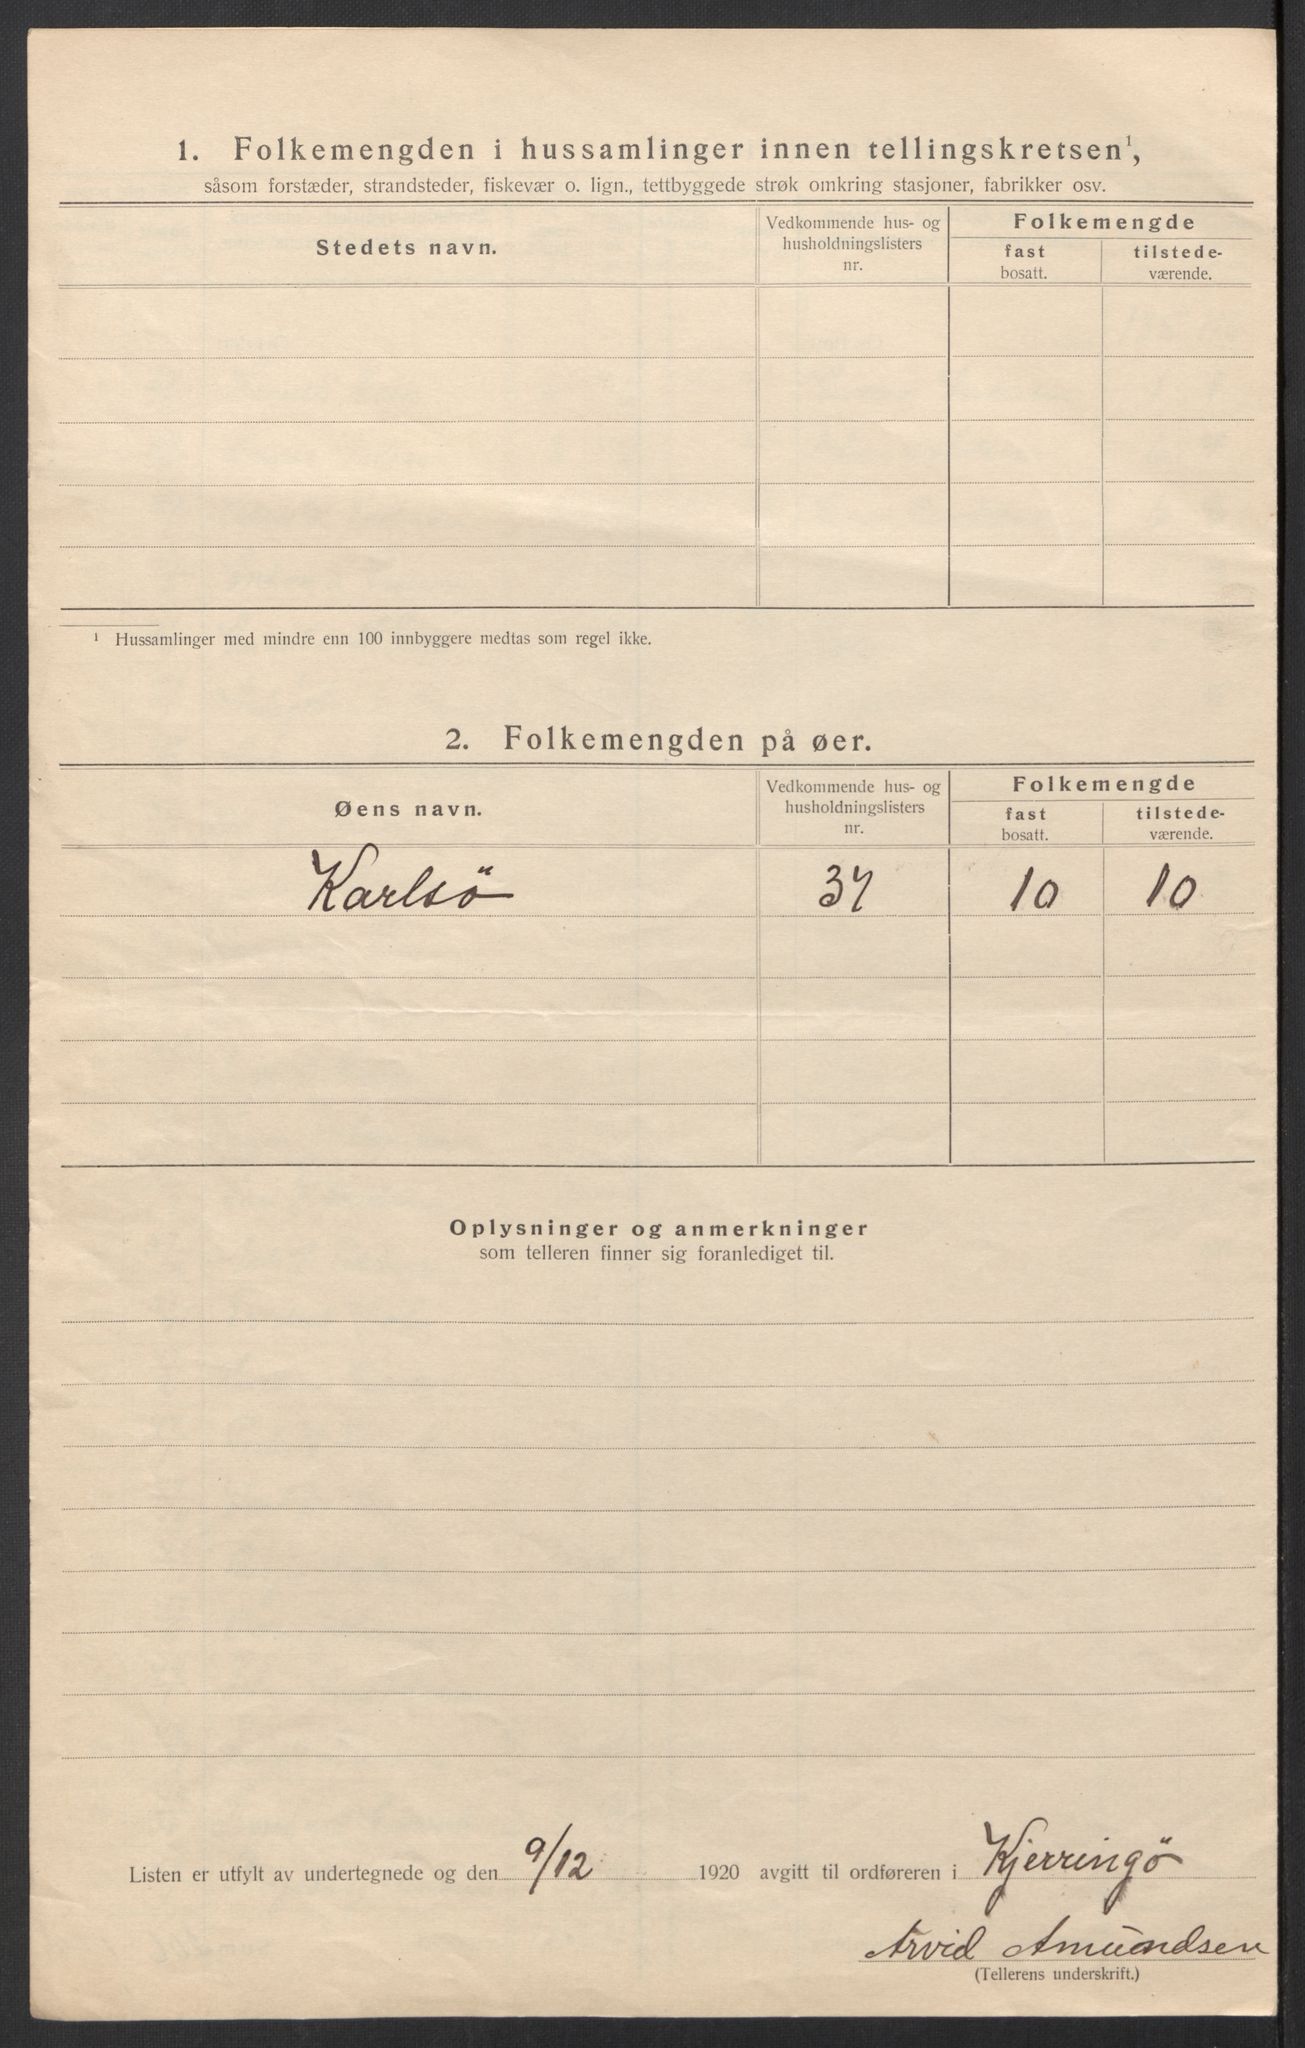 1. Folkemengden i hussamlinger innen tellingskretsen¹,
såsom forstæder, strandsteder, fiskevær o. lign., tettbyggede strøk omkring stasjoner, fabrikker osv.
Stedets navn.
Vedkommende hus- og
husholdningslisters
nr.
Folkemengde
fast
bosatt.
tilstede-
værende.
¹ Hussamlinger med mindre enn 100 innbyggere medtas som regel ikke.
2. Folkemengden på øer.
Øens navn.
Vedkommende hus- og
husholdningslisters
nr.
Folkemengde
fast
bosatt.
tilstede-
værende.
Karlsö 37 10 10
Oplysninger og anmerkninger
som telleren finner sig foranlediget til.
Listen er utfylt av undertegnede og den 9/12 1920 avgitt til ordføreren i Kjerringö
Arvid Amundsen
(Tellerens underskrift.)